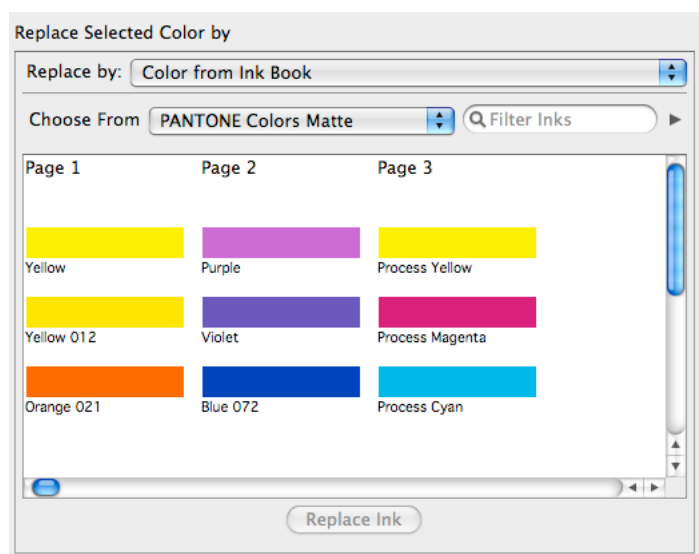 Replace Selected Color by
Replace by: Color from Ink Book
Choose From PANTONE Colors Matte Filter Inks
Page 1 Page 2 Page 3
Yellow Purple Process Yellow
Yellow 012 Violet Process Magenta
Orange 021 Blue 072 Process Cyan
Replace Ink